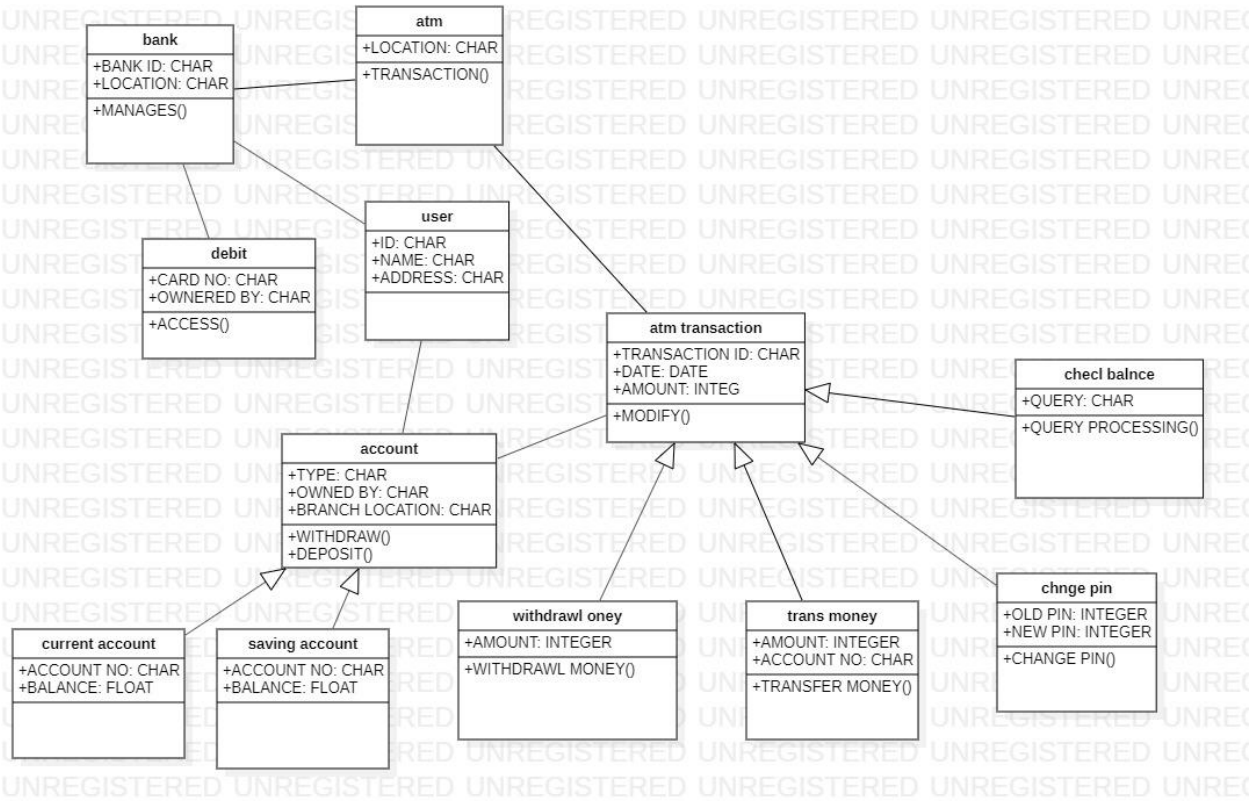 bank
+BANK ID: CHAR
+LOCATION: CHAR
+MANAGES()
atm
+LOCATION: CHAR
+TRANSACTION()
user
+ID: CHAR
+NAME: CHAR
+ADDRESS: CHAR
debit
+CARD NO: CHAR
+OWNERED BY: CHAR
+ACCESS()
atm transaction
+TRANSACTION ID: CHAR
+DATE: DATE
+AMOUNT: INTEG
+MODIFY()
checl balnce
+QUERY: CHAR
+QUERY PROCESSING()
account
+TYPE: CHAR
+OWNED BY: CHAR
+BRANCH LOCATION: CHAR
+WITHDRAW()
+DEPOSIT()
current account
+ACCOUNT NO: CHAR
+BALANCE: FLOAT
saving account
+ACCOUNT NO: CHAR
+BALANCE: FLOAT
withdrawl oney
+AMOUNT: INTEGER
+WITHDRAWL MONEY()
trans money
+AMOUNT: INTEGER
+ACCOUNT NO: CHAR
+TRANSFER MONEY()
chnge pin
+OLD PIN: INTEGER
+NEW PIN: INTEGER
+CHANGE PIN()
UNREGISTERED